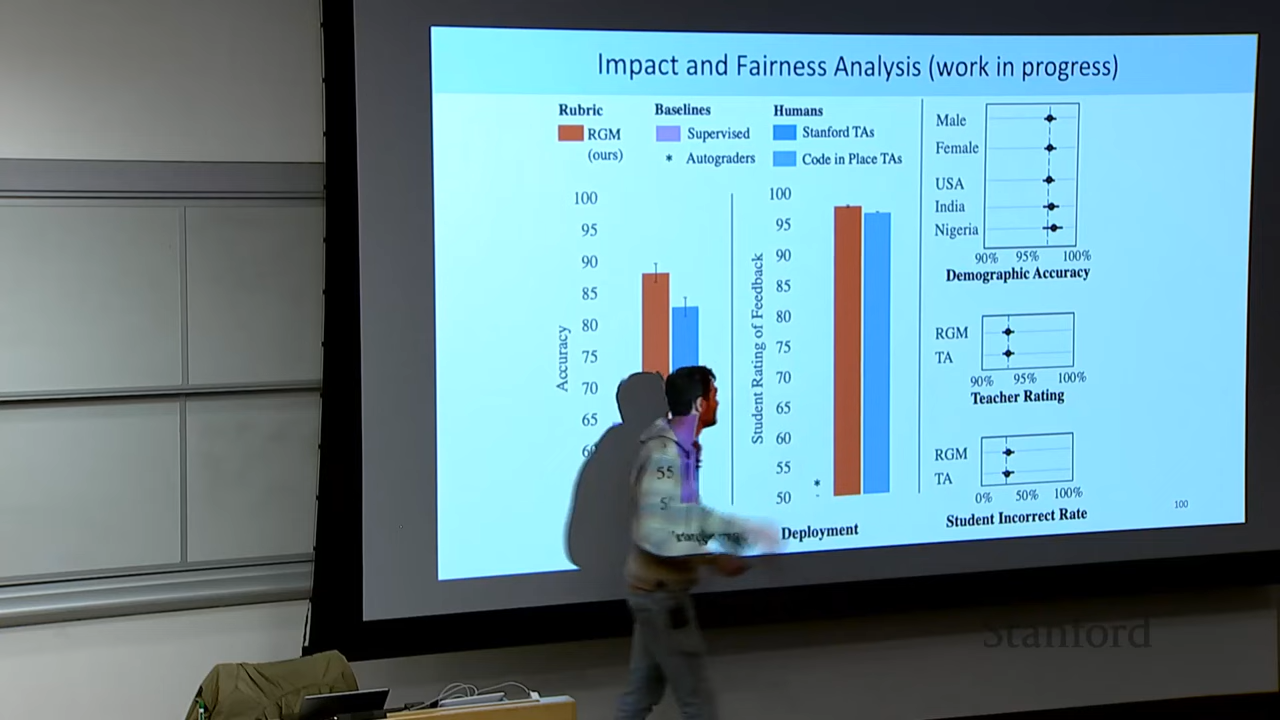 Impact and Fairness Analysis (work in progress)
Rubric
RGM
(ours)
Baselines
Supervised
* Autograders
Humans
Stanford TAs
Code in Place TAs
Accuracy
100
95
90
85
80
75
70
65
55
Student Rating of Feedback
100
95
90
85
80
75
70
65
60
55
50
*
Deployment
Male
Female
USA
India
Nigeria
90% 95% 100%
Demographic Accuracy
RGM
TA
90% 95% 100%
Teacher Rating
RGM
TA
0% 50% 100%
Student Incorrect Rate
100
Stanford